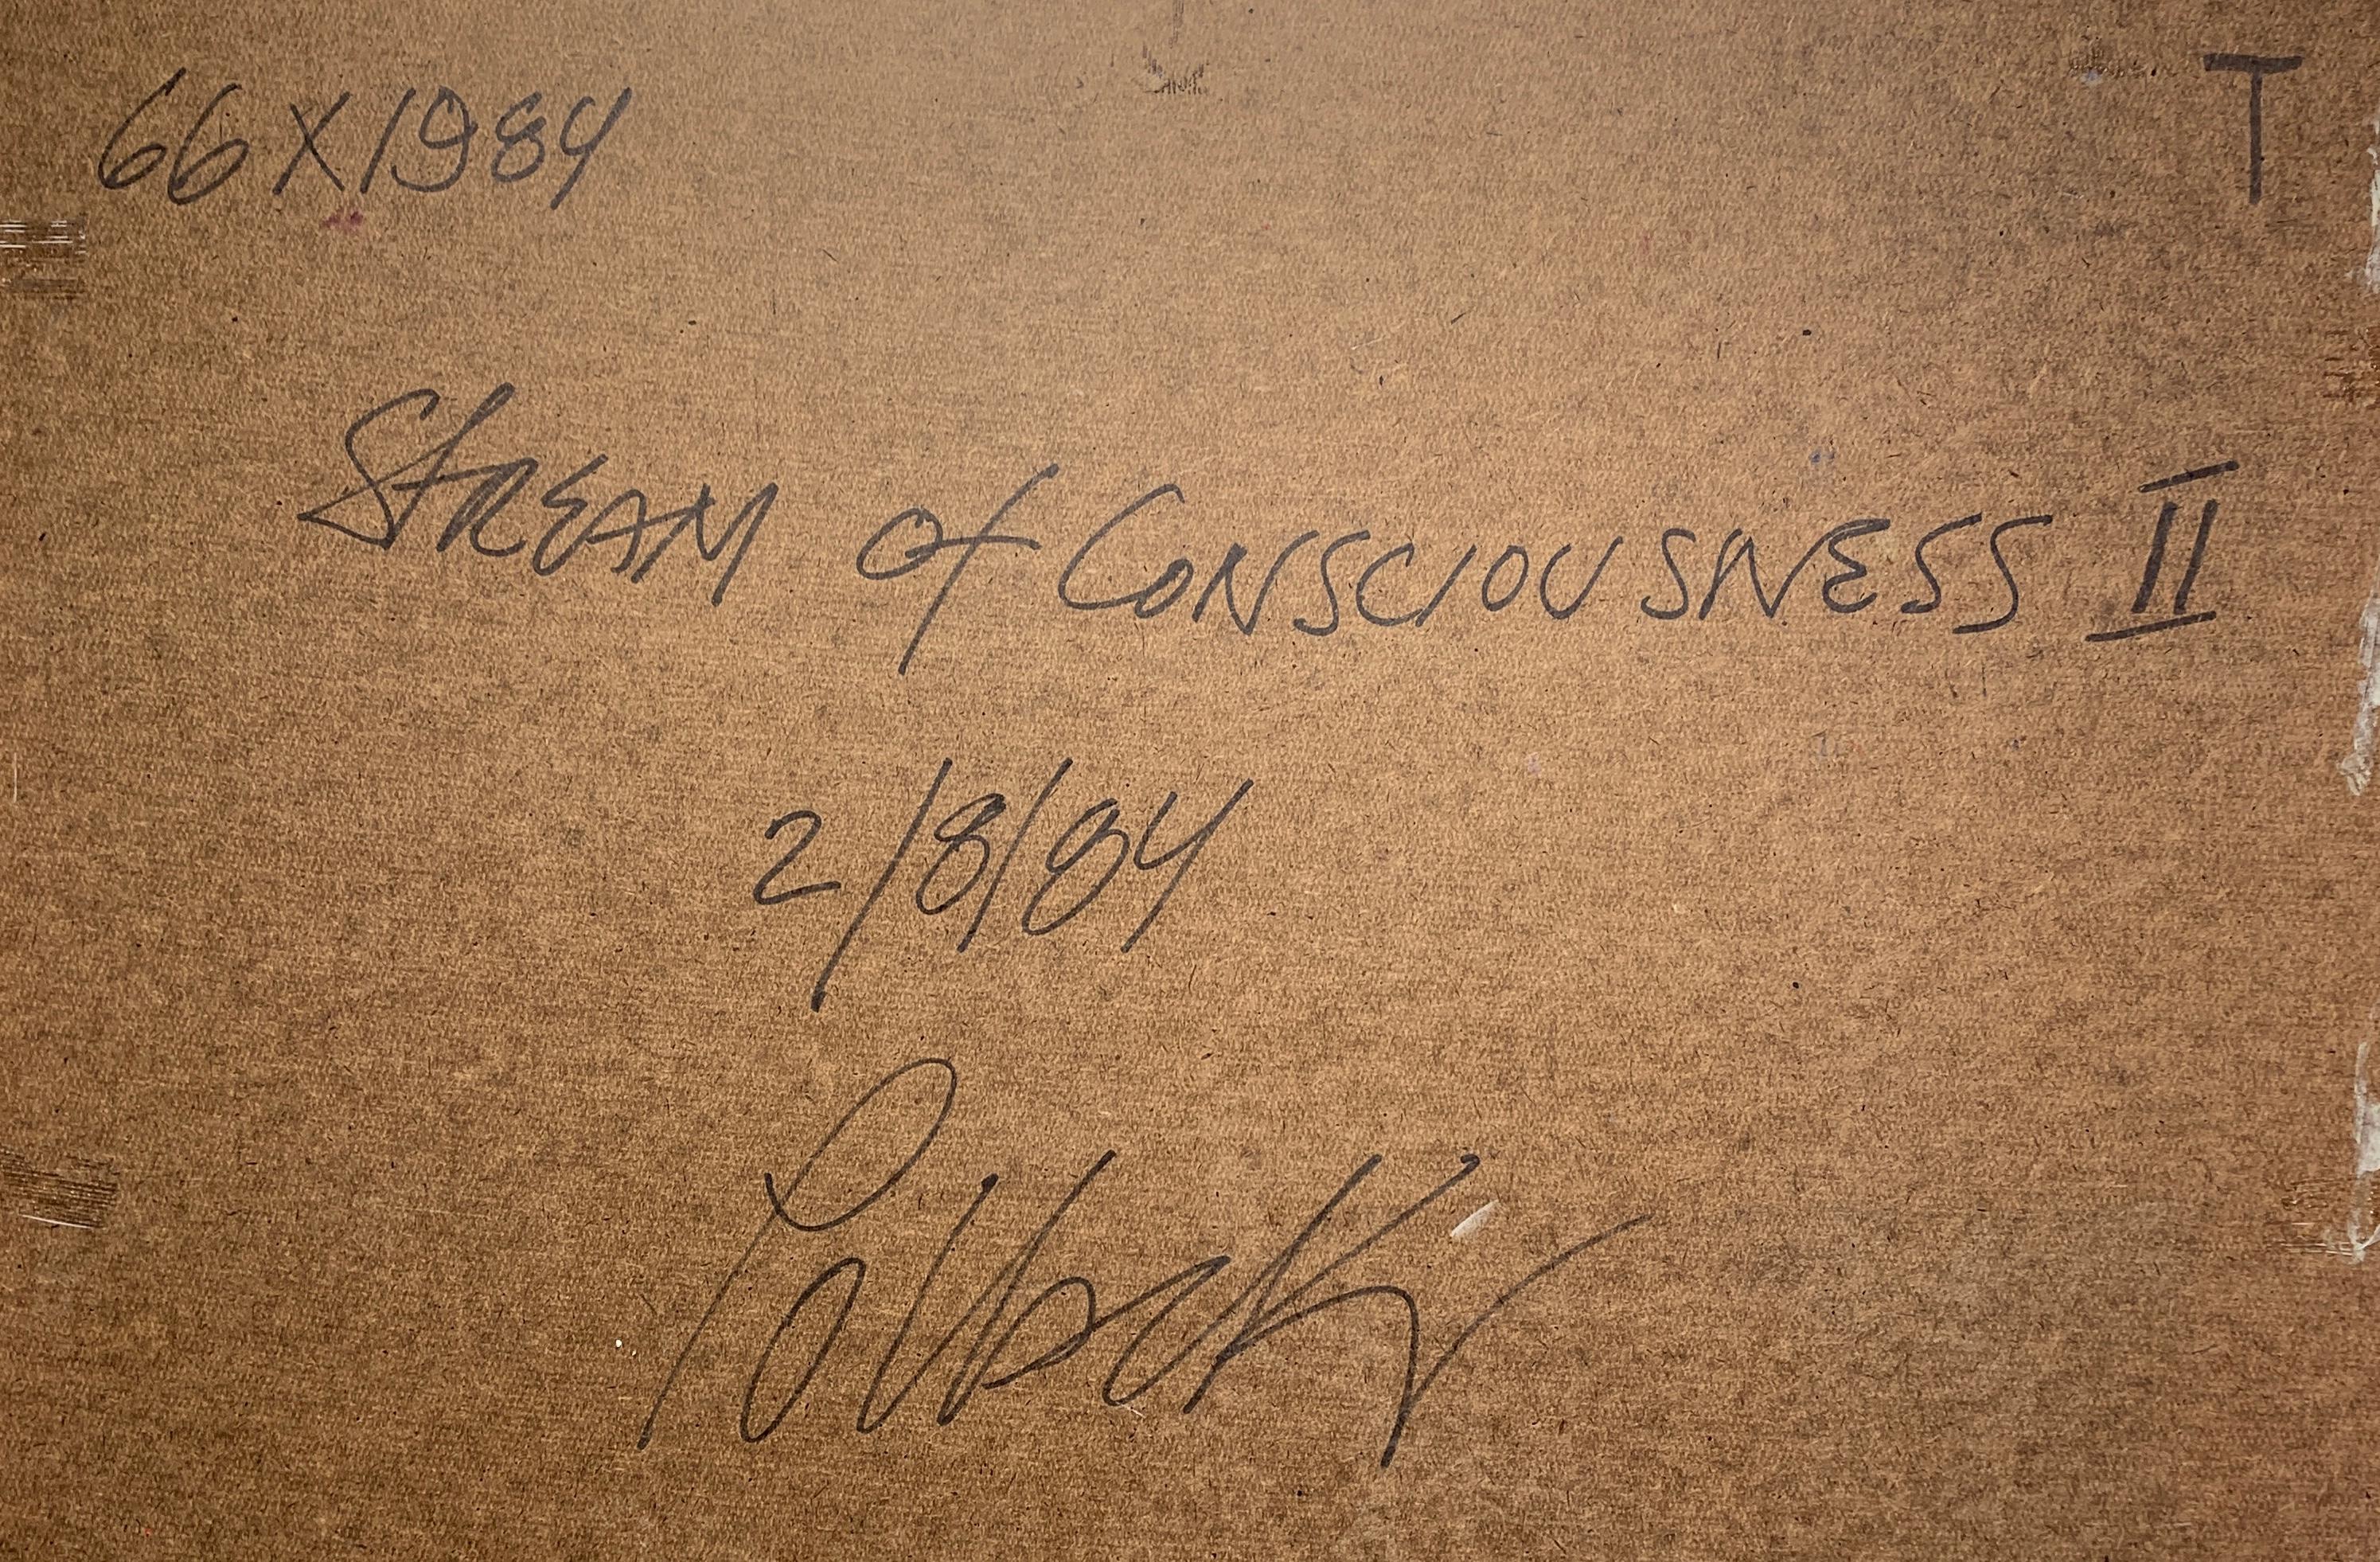 66X1984 T
STREAM of CONSCIOUSNESS II
2/8/84